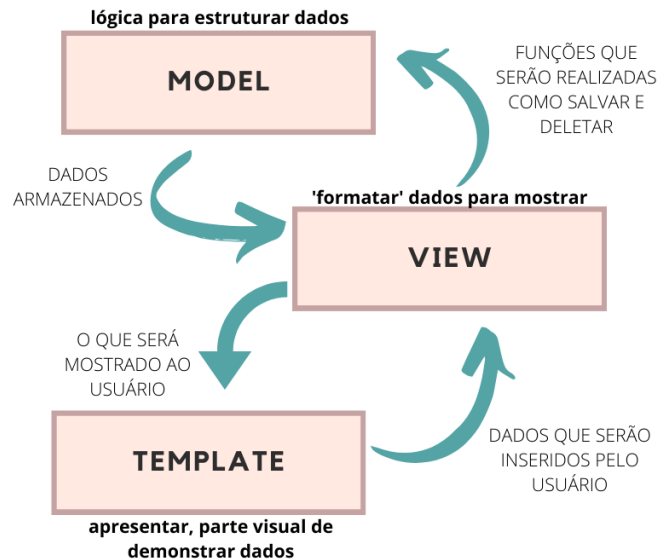 lógica para estruturar dados
MODEL
FUNÇÕES QUE
SERÃO REALIZADAS
COMO SALVAR E
DELETAR
DADOS
ARMAZENADOS
'formatar' dados para mostrar
VIEW
O QUE SERÁ
MOSTRADO AO
USUÁRIO
TEMPLATE
DADOS QUE SERÃO
INSERIDOS PELO
USUÁRIO
apresentar, parte visual de
demonstrar dados